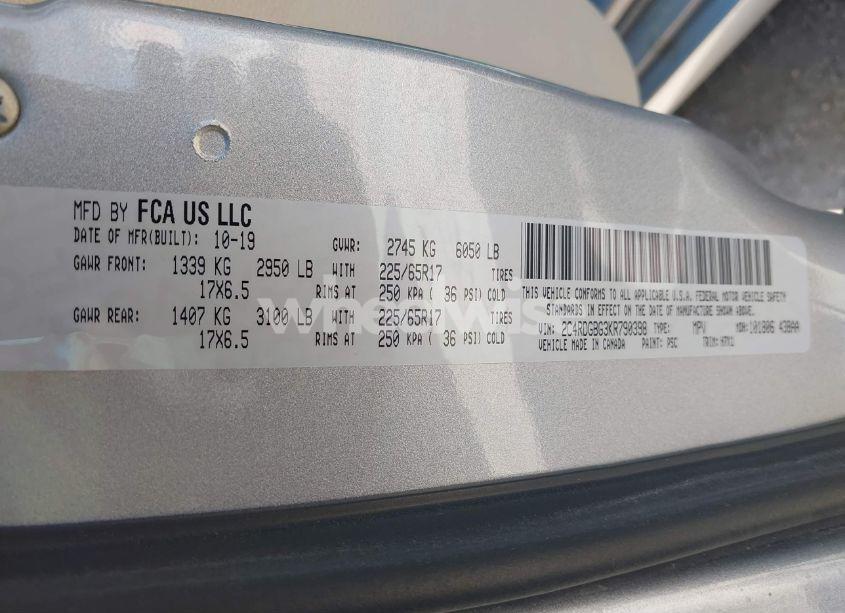 MFD BY FCA US LLC
DATE OF MFR(BUILT): 10-19 GVWR: 2745 KG 6050 LB
GAWR FRONT: 1339 KG 2950 LB WITH 225/65R17 TIRES
17X6.5 RIMS AT 250 KPA ( 36 PSI) COLD
GAWR REAR: 1407 KG 3100 LB WITH 225/65R17 TIRES
17X6.5 RIMS AT 250 KPA ( 36 PSI) COLD
THIS VEHICLE CONFORMS TO ALL APPLICABLE U.S.A. FEDERAL MOTOR VEHICLE SAFETY
STANDARDS IN EFFECT ON THE DATE OF MANUFACTURE SHOWN ABOVE.
VIN: 2C4RDGBG3KR790398 TYPE: MPV MDH: 101806 438AA
VEHICLE MADE IN CANADA PAINT: PSC TRIM: